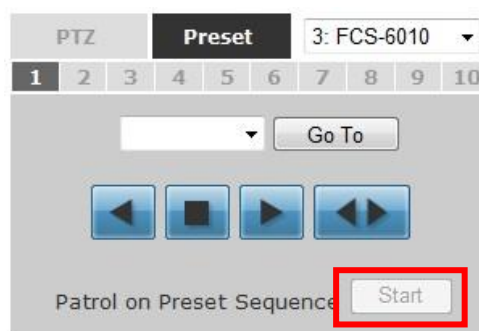 PTZ Preset 3: FCS-6010
1 2 3 4 5 6 7 8 9 10
Go To
Patrol on Preset Sequence Start